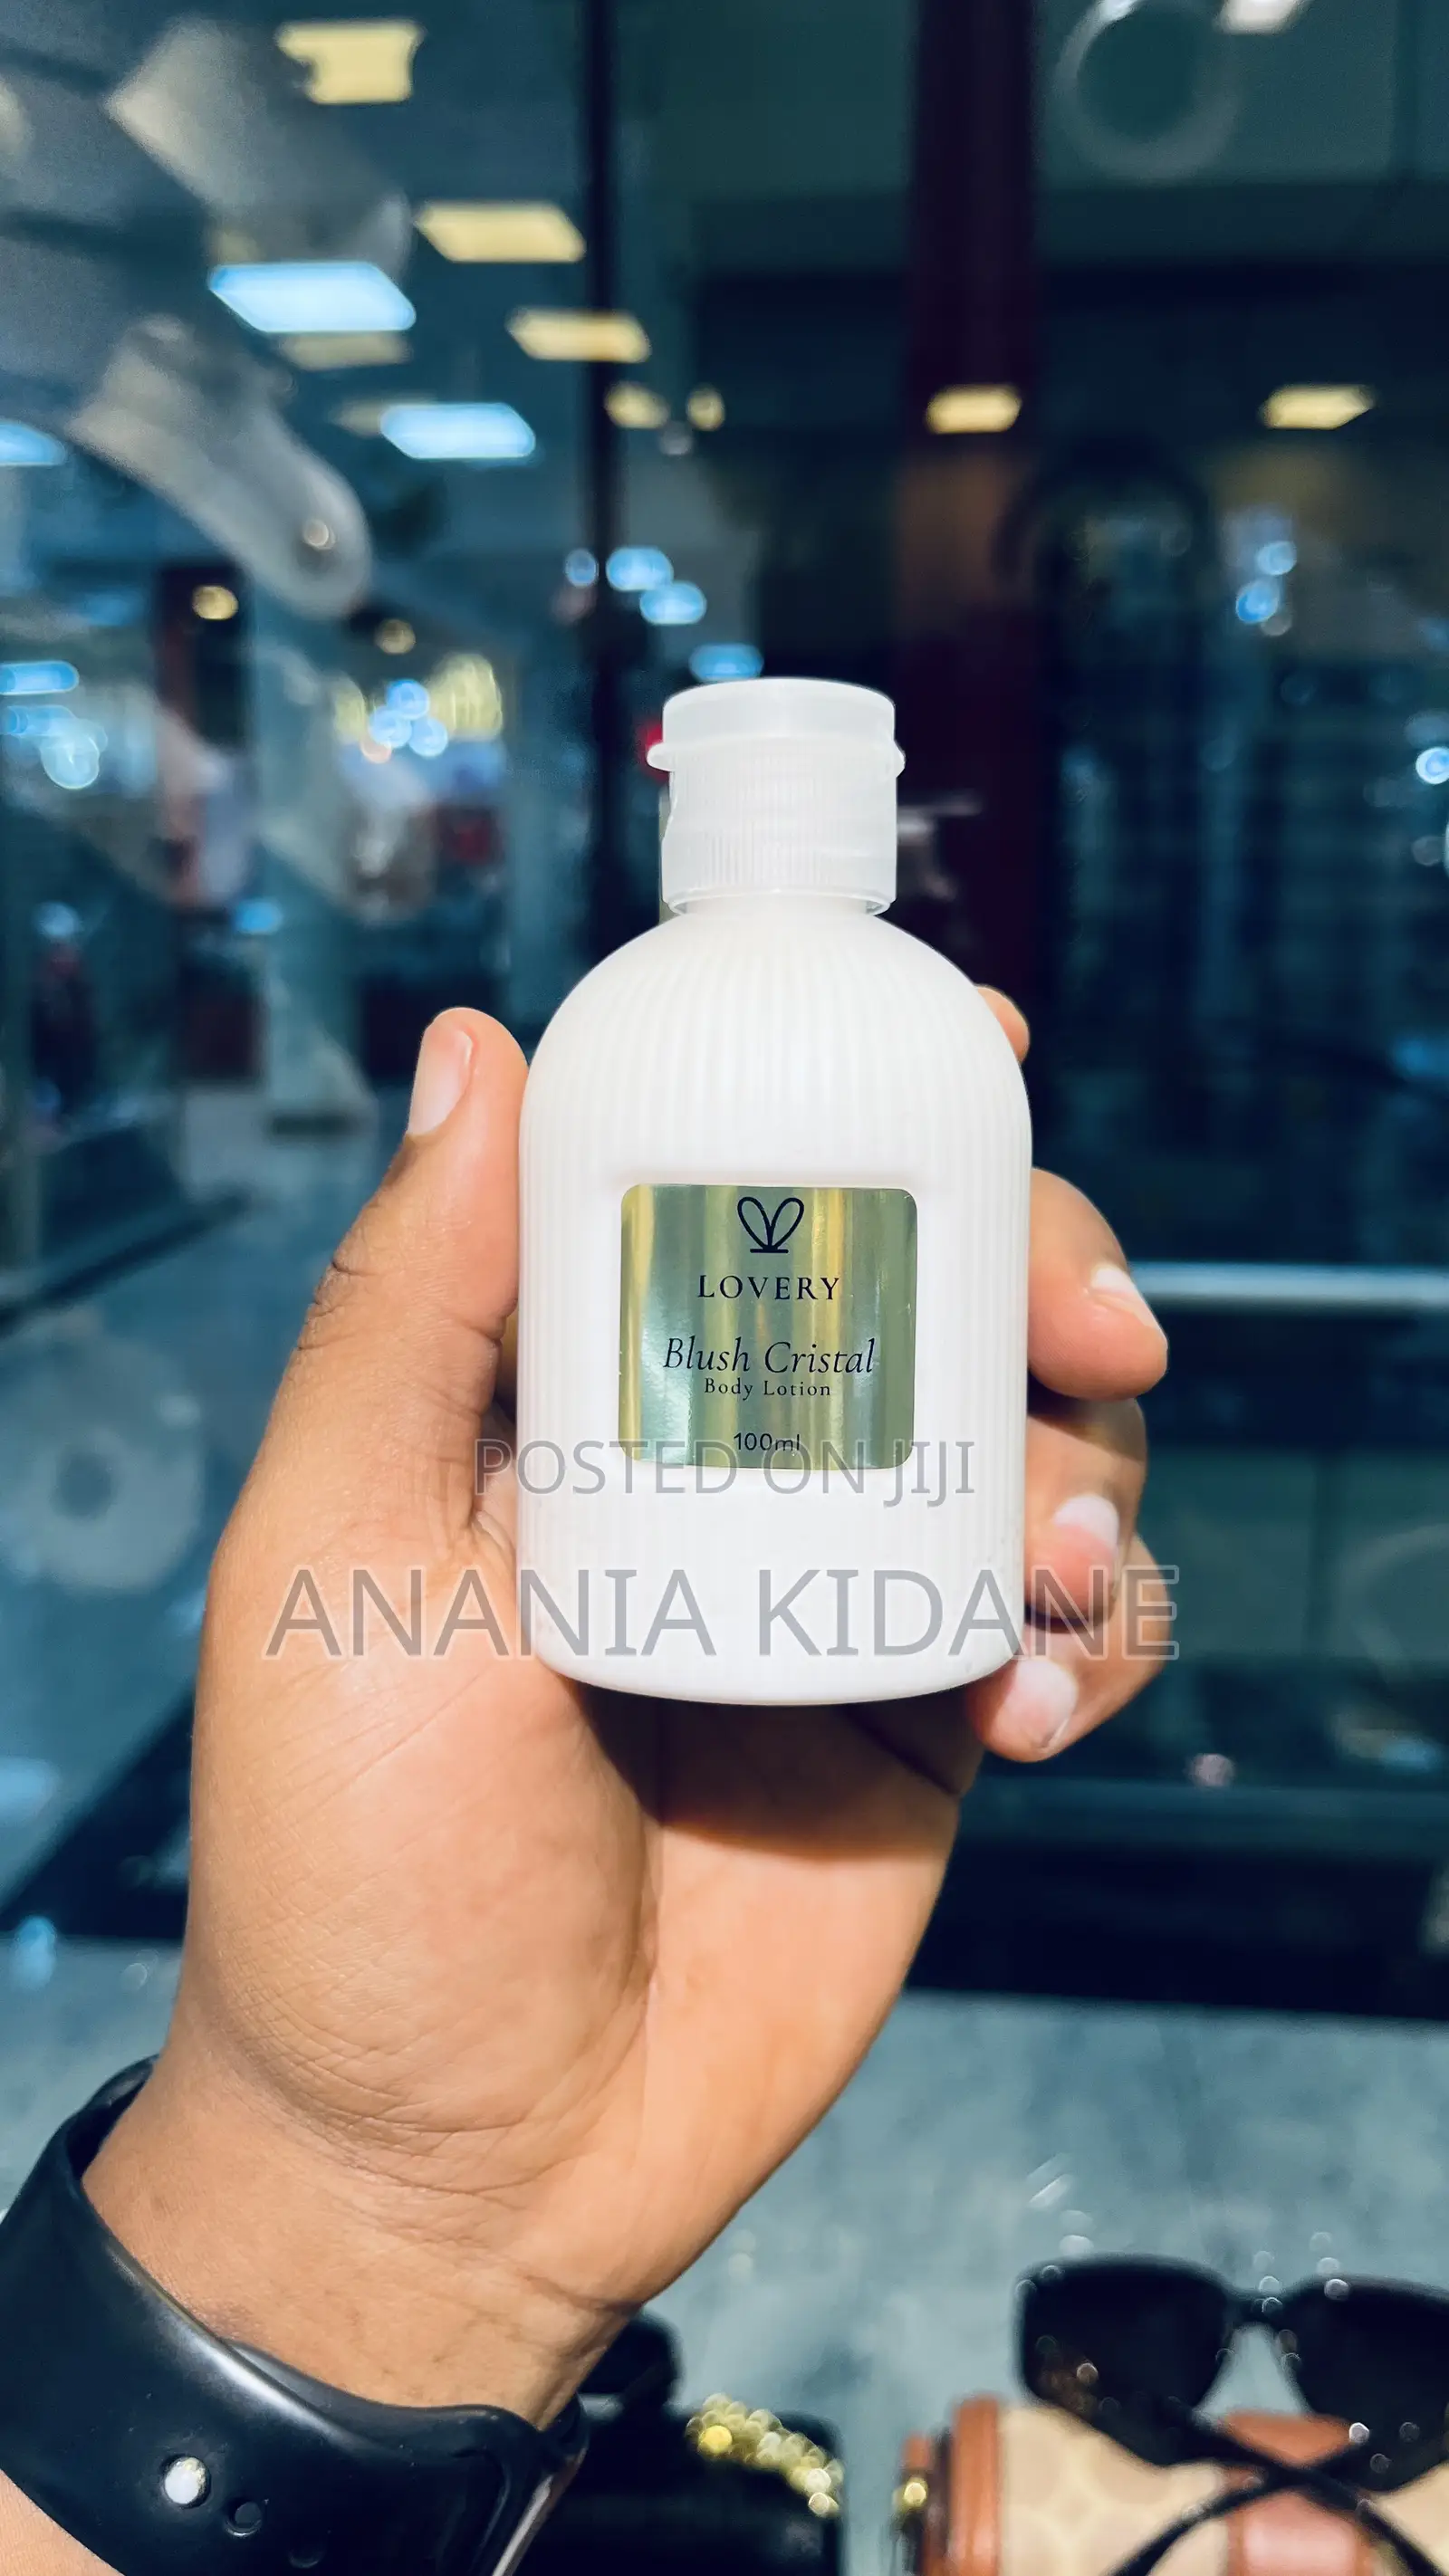 LOVERY
Blush Cristal
Body Lotion
100ml
POSTED ON JIJI
ANANIA KIDANE